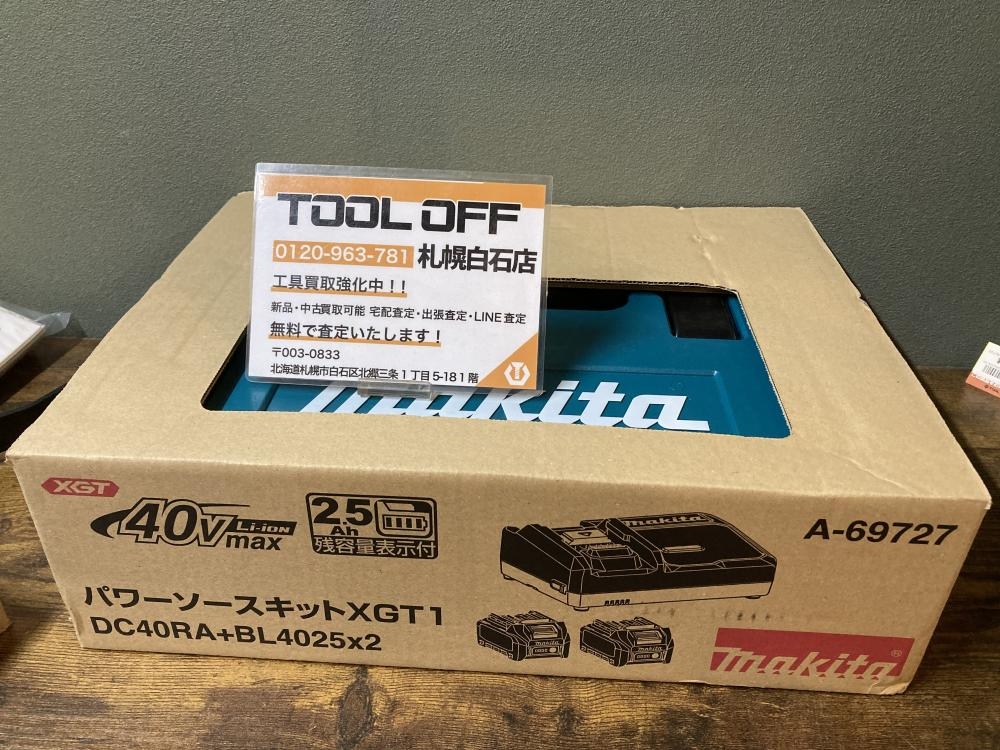 TOOL OFF
0120-963-781 札幌白石店
工具買取強化中！！
新品・中古買取可能 宅配査定・出張査定・LINE査定
無料で査定いたします！
〒003-0833
北海道札幌市白石区北郷三条1丁目5-18 1階
makita
XGT
40Vmax Li-ion
2.5Ah
残容量表示付
makita
A-69727
パワーソースキットXGT1
DC40RA+BL4025x2
makita®